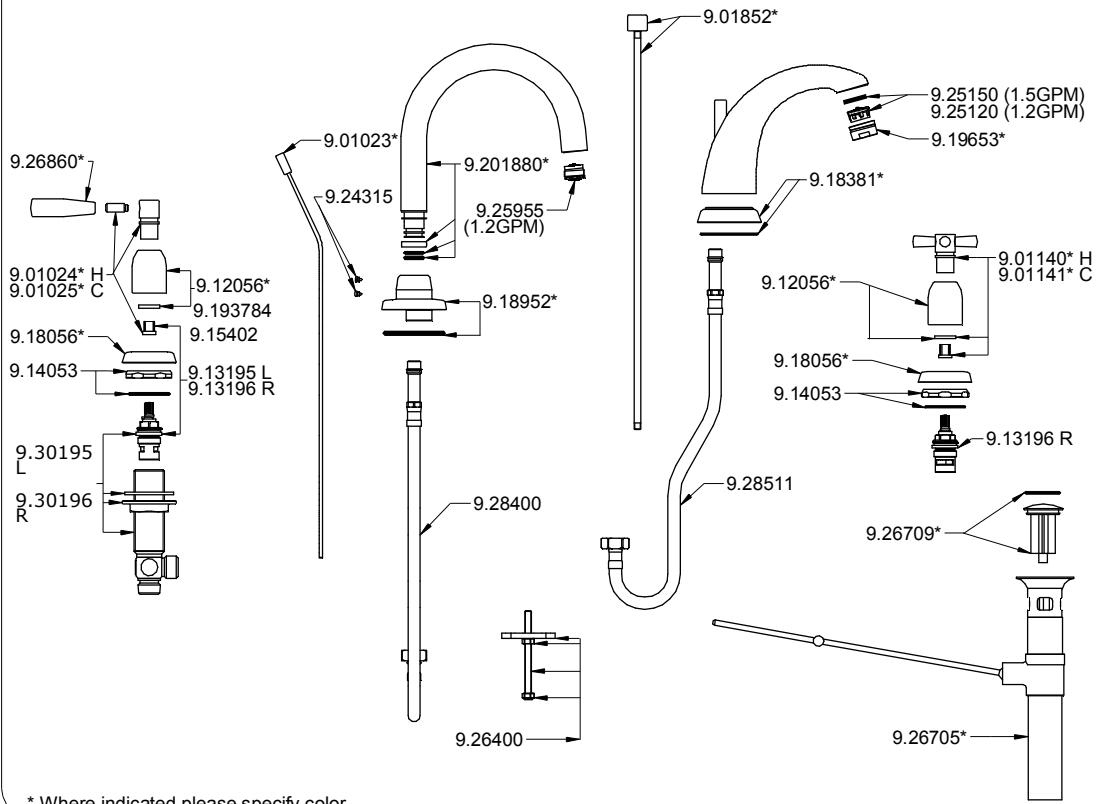 9.01852*
9.25150 (1.5GPM)
9.25120 (1.2GPM)
9.19653*
9.01023*
9.26860*
9.201880*
9.18381*
9.24315
9.25955
(1.2GPM)
9.01024* H
9.01025* C
9.12056*
9.193784
9.15402
9.18952*
9.01140* H
9.01141* C
9.12056*
9.18056*
9.14053
9.13195 L
9.13196 R
9.18056*
9.14053
9.13196 R
9.30195
L
9.30196
R
9.28400
9.28511
9.26709*
9.26400
9.26705*
* Where indicated please specify color